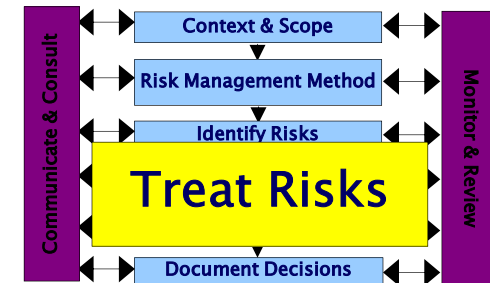 Context & Scope
Risk Management Method
Identify Risks
Treat Risks
Document Decisions
Communicate & Consult
Monitor & Review